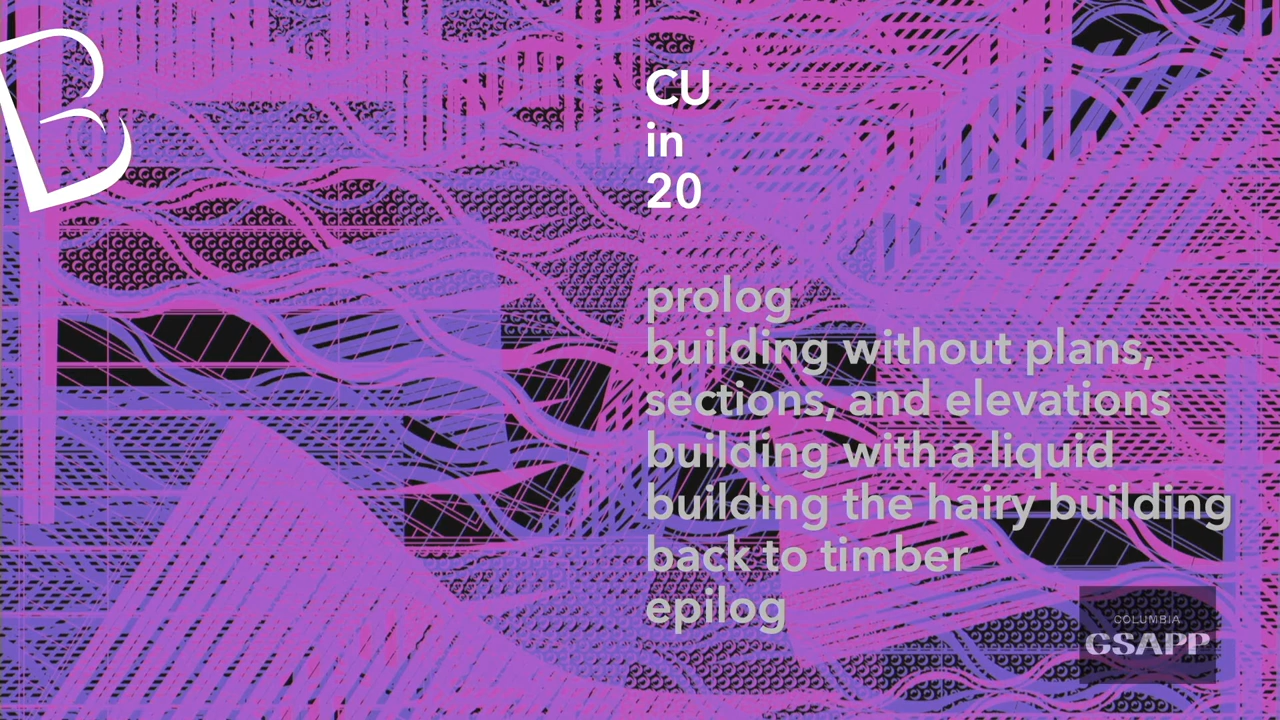 B
CU
in
20
prolog
building without plans,
sections, and elevations
building with a liquid
building the hairy building
back to timber
epilog
COLUMBIA
GSAPP